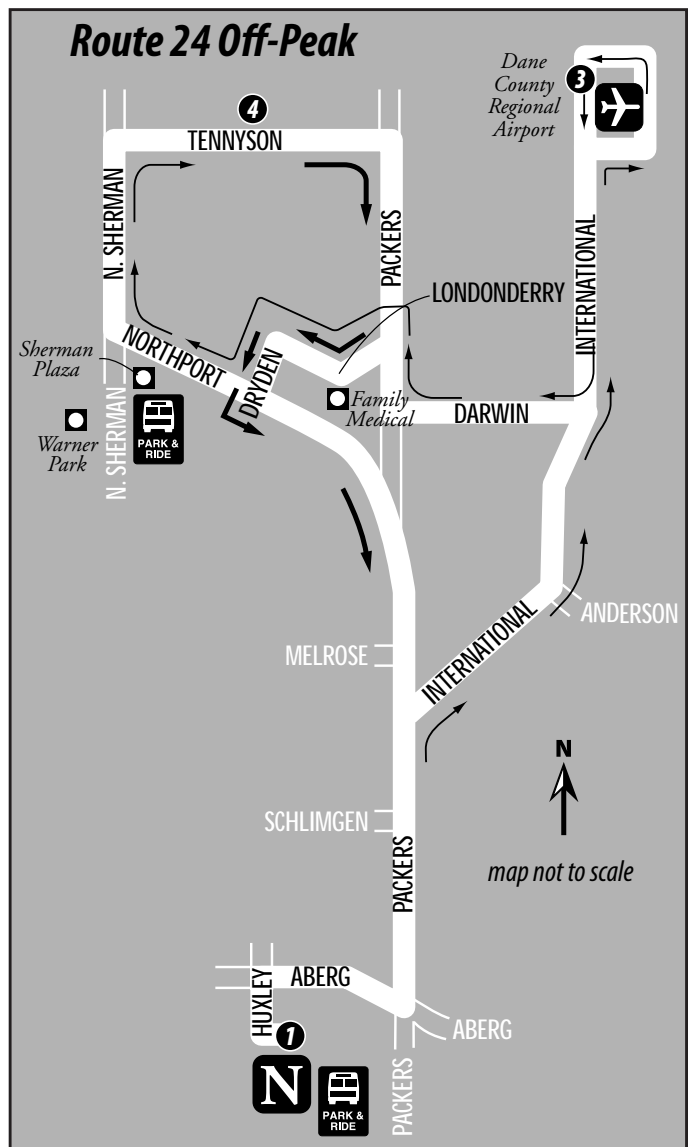 Route 24 Off-Peak
Dane
County
Regional
Airport
3
4
TENNYSON
N. SHERMAN
PACKERS
INTERNATIONAL
LONDONDERRY
NORTHPORT
Sherman
Plaza
DRYDEN
Family
Medical
DARWIN
N. SHERMAN
Warner
Park
PARK &
RIDE
ANDERSON
MELROSE
INTERNATIONAL
N
SCHLIMGEN
PACKERS
map not to scale
HUXLEY
ABERG
1
ABERG
N
PARK &
RIDE
PACKERS